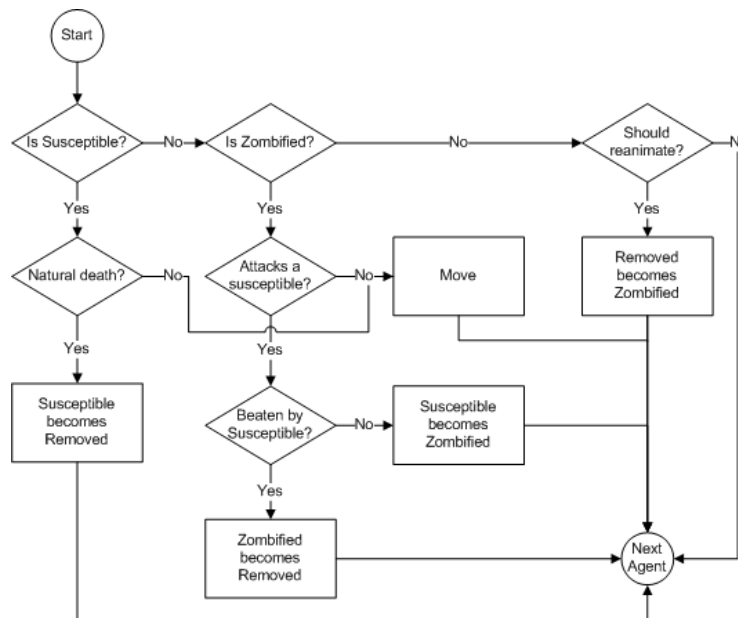 Start
Is Susceptible?
No
Is Zombified?
No
Should
reanimate?
Yes
Yes
Yes
Natural death?
No
Attacks a
susceptible?
No
Move
Removed
becomes
Zombified
Yes
Yes
Susceptible
becomes
Removed
Beaten by
Susceptible?
No
Susceptible
becomes
Zombified
Yes
Zombified
becomes
Removed
Next
Agent